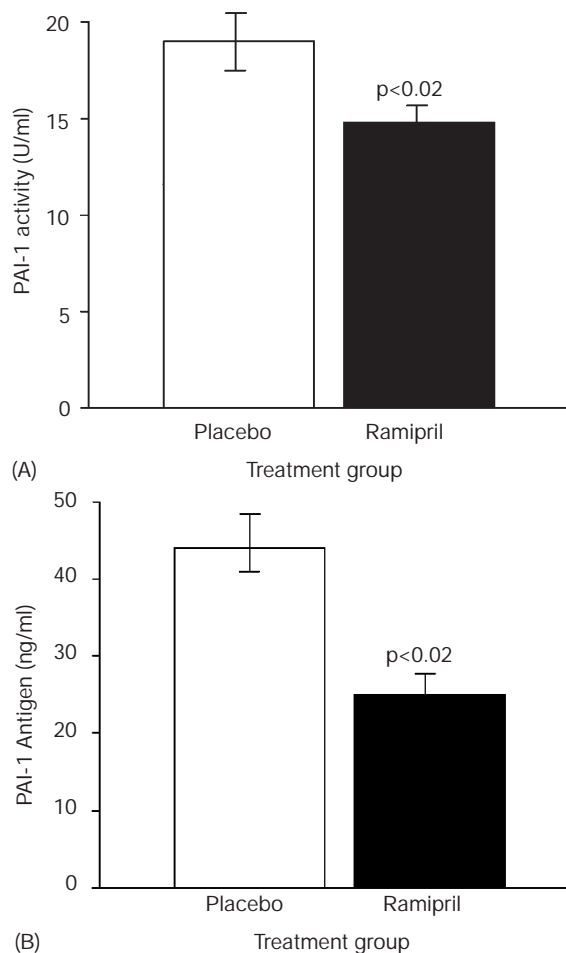 20
15
10
5
0
PAI-1 activity (U/ml)
p<0.02
Placebo Ramipril
(A) Treatment group
50
40
30
20
10
0
PAI-1 Antigen (ng/ml)
p<0.02
Placebo Ramipril
(B) Treatment group